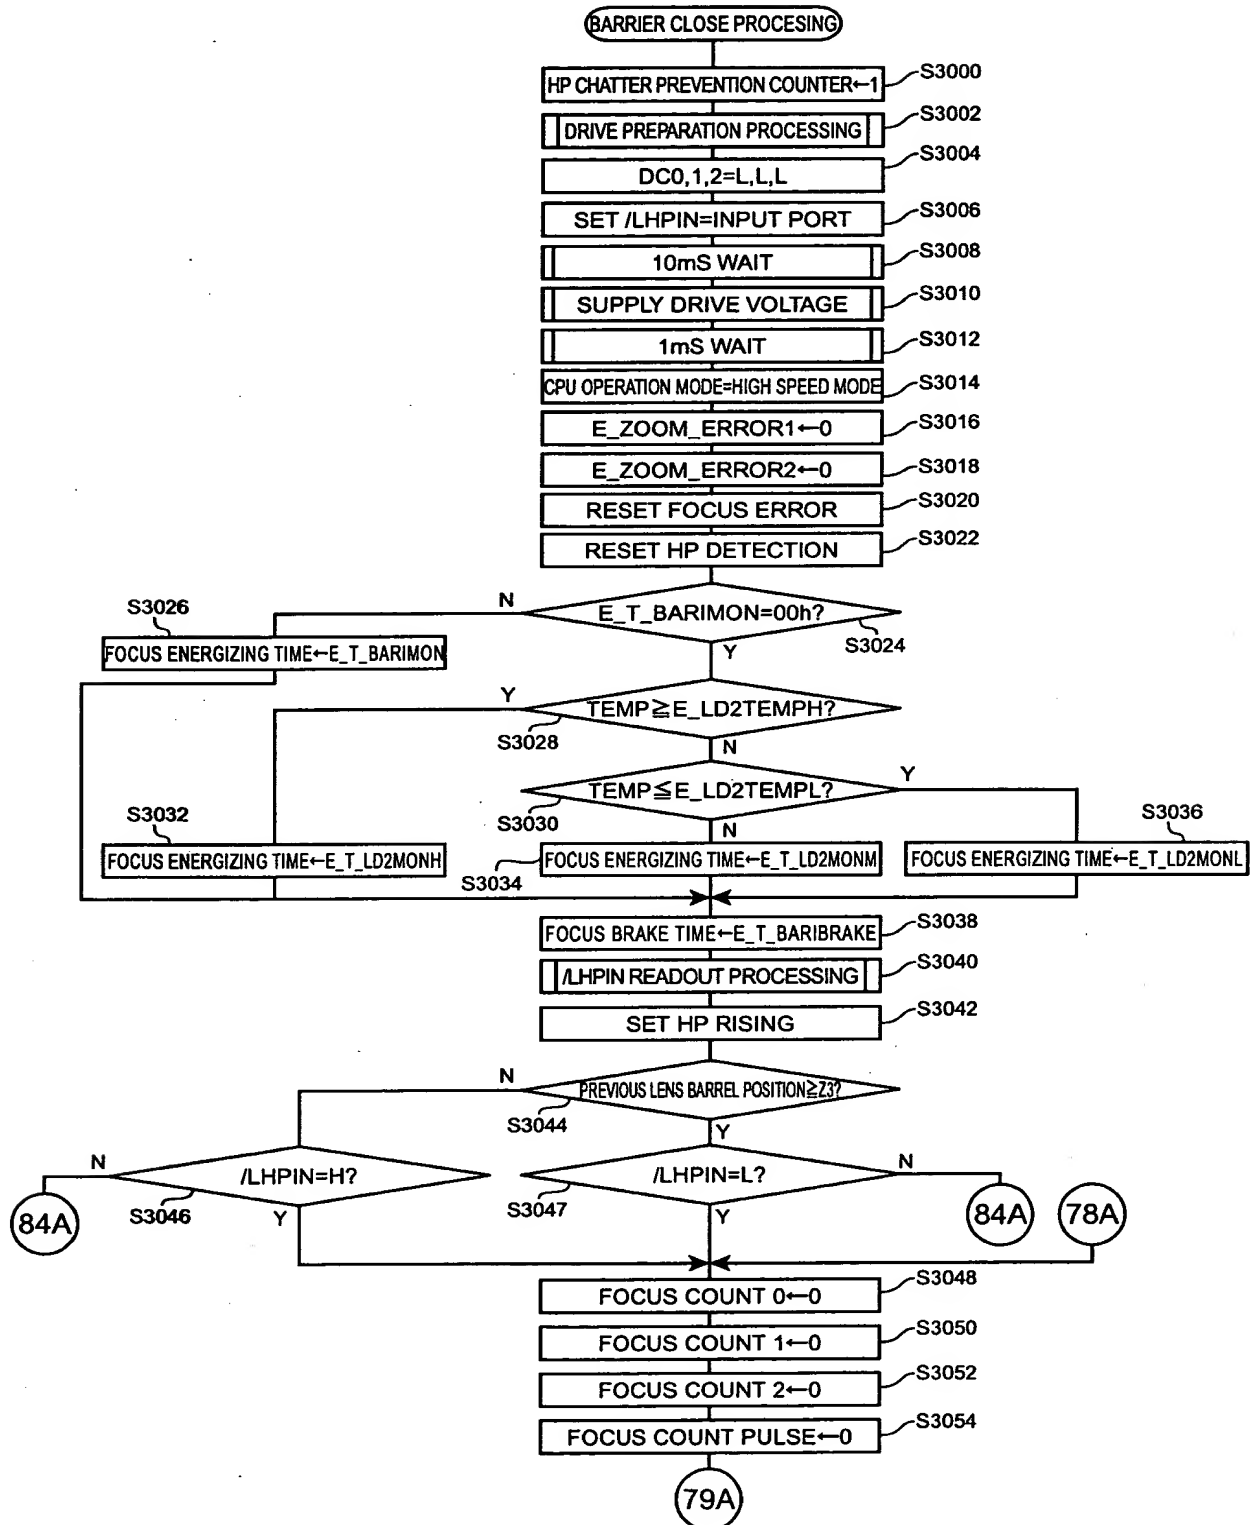 BARRIER CLOSE PROCESING
HP CHATTER PREVENTION COUNTER←1
S3000
DRIVE PREPARATION PROCESSING
S3002
DC0,1,2=L,L,L
S3004
SET /LHPIN=INPUT PORT
S3006
10mS WAIT
S3008
SUPPLY DRIVE VOLTAGE
S3010
1mS WAIT
S3012
CPU OPERATION MODE=HIGH SPEED MODE
S3014
E_ZOOM_ERROR1←0
S3016
E_ZOOM_ERROR2←0
S3018
RESET FOCUS ERROR
S3020
RESET HP DETECTION
S3022
N
E_T_BARIMON=00h?
S3024
Y
S3026
FOCUS ENERGIZING TIME←E_T_BARIMON
Y
TEMP≧E_LD2TEMPH?
S3028
N
TEMP≦E_LD2TEMPL?
Y
S3030
N
S3032
FOCUS ENERGIZING TIME←E_T_LD2MONH
FOCUS ENERGIZING TIME←E_T_LD2MONM
S3034
S3036
FOCUS ENERGIZING TIME←E_T_LD2MONL
FOCUS BRAKE TIME←E_T_BARIBRAKE
S3038
/LHPIN READOUT PROCESSING
S3040
SET HP RISING
S3042
N
PREVIOUS LENS BARREL POSITION≧Z3?
S3044
Y
N
/LHPIN=H?
S3046
Y
/LHPIN=L?
N
S3047
Y
84A
84A
78A
FOCUS COUNT 0←0
S3048
FOCUS COUNT 1←0
S3050
FOCUS COUNT 2←0
S3052
FOCUS COUNT PULSE←0
S3054
79A